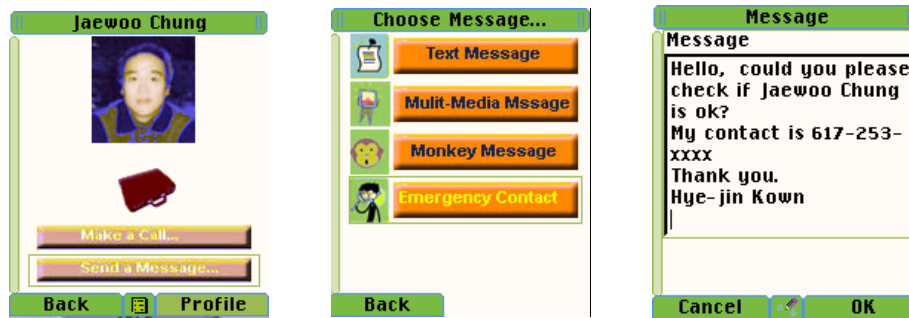 Jaewoo Chung
Make a Call...
Send a Message...
Back
Profile
Choose Message...
Text Message
Mulit-Media Mssage
Monkey Message
Emergency Contact
Back
Message
Message
Hello, could you please
check if Jaewoo Chung
is ok?
My contact is 617-253-
xxxx
Thank you.
Hye-jin Kown
Cancel
OK